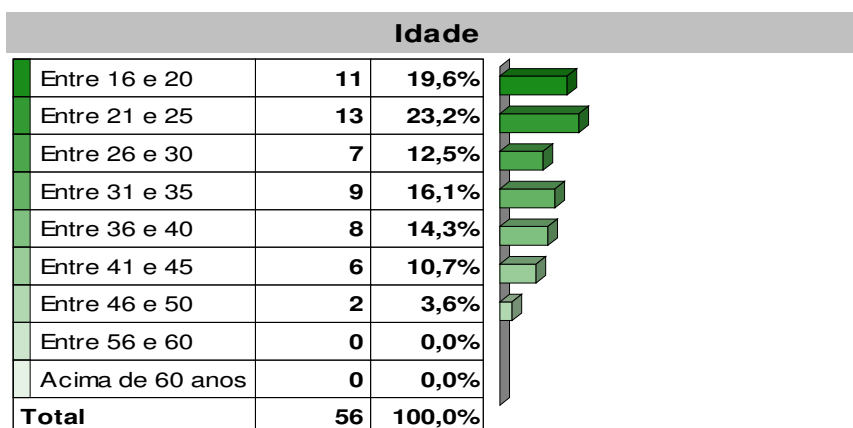 Idade
Entre 16 e 20 11 19,6%
Entre 21 e 25 13 23,2%
Entre 26 e 30 7 12,5%
Entre 31 e 35 9 16,1%
Entre 36 e 40 8 14,3%
Entre 41 e 45 6 10,7%
Entre 46 e 50 2 3,6%
Entre 56 e 60 0 0,0%
Acima de 60 anos 0 0,0%
Total 56 100,0%